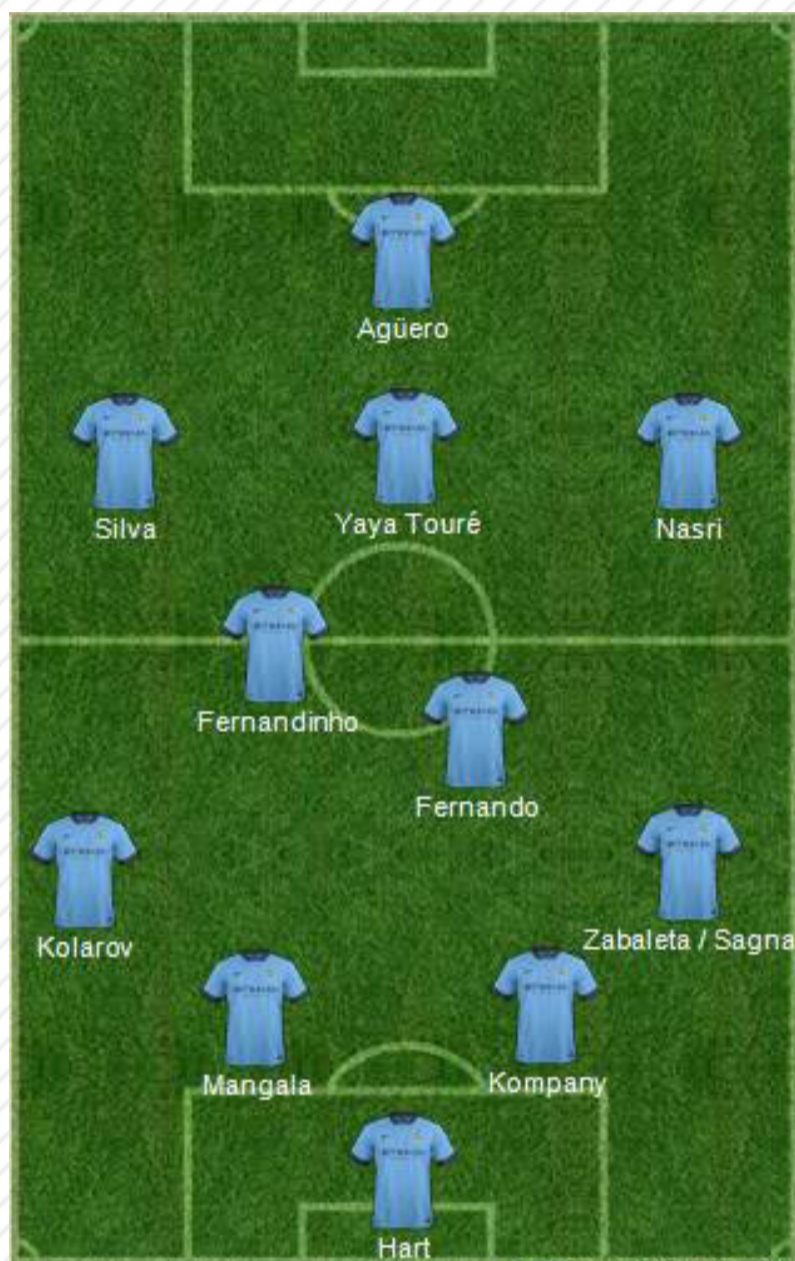 Agüero
Silva
Yaya Touré
Nasri
Fernandinho
Fernando
Kolarov
Zabaleta / Sagna
Mangala
Kompany
Hart